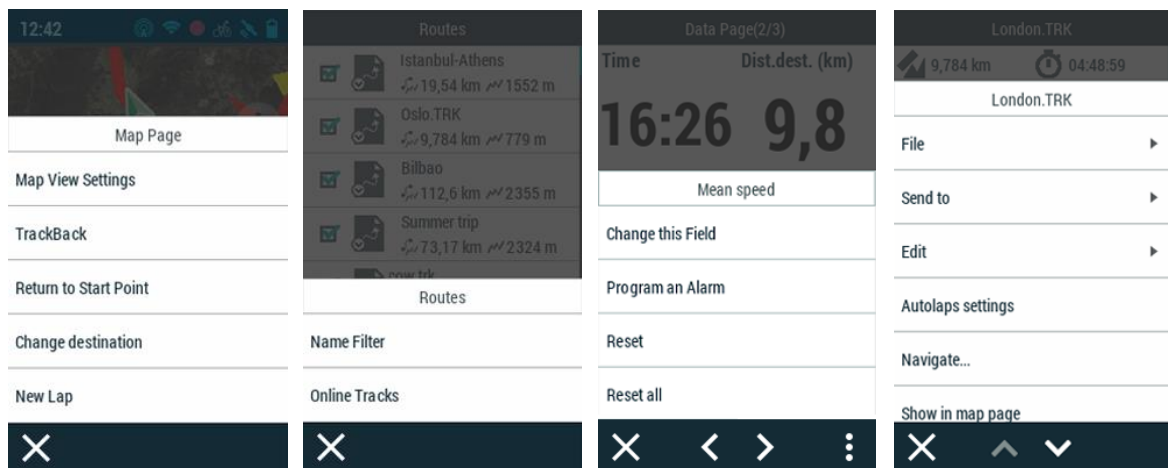 12:42
Map Page
Map View Settings
TrackBack
Return to Start Point
Change destination
New Lap
Routes
Istanbul-Athens
19,54 km 1552 m
Oslo.TRK
9,784 km 779 m
Bilbao
112,6 km 2355 m
Summer trip
73,17 km 2324 m
cow.trk
Routes
Name Filter
Online Tracks
Data Page(2/3)
Time Dist.dest. (km)
16:26 9,8
Mean speed
Change this Field
Program an Alarm
Reset
Reset all
London.TRK
9,784 km 04:48:59
London.TRK
File
Send to
Edit
Autolaps settings
Navigate...
Show in map page